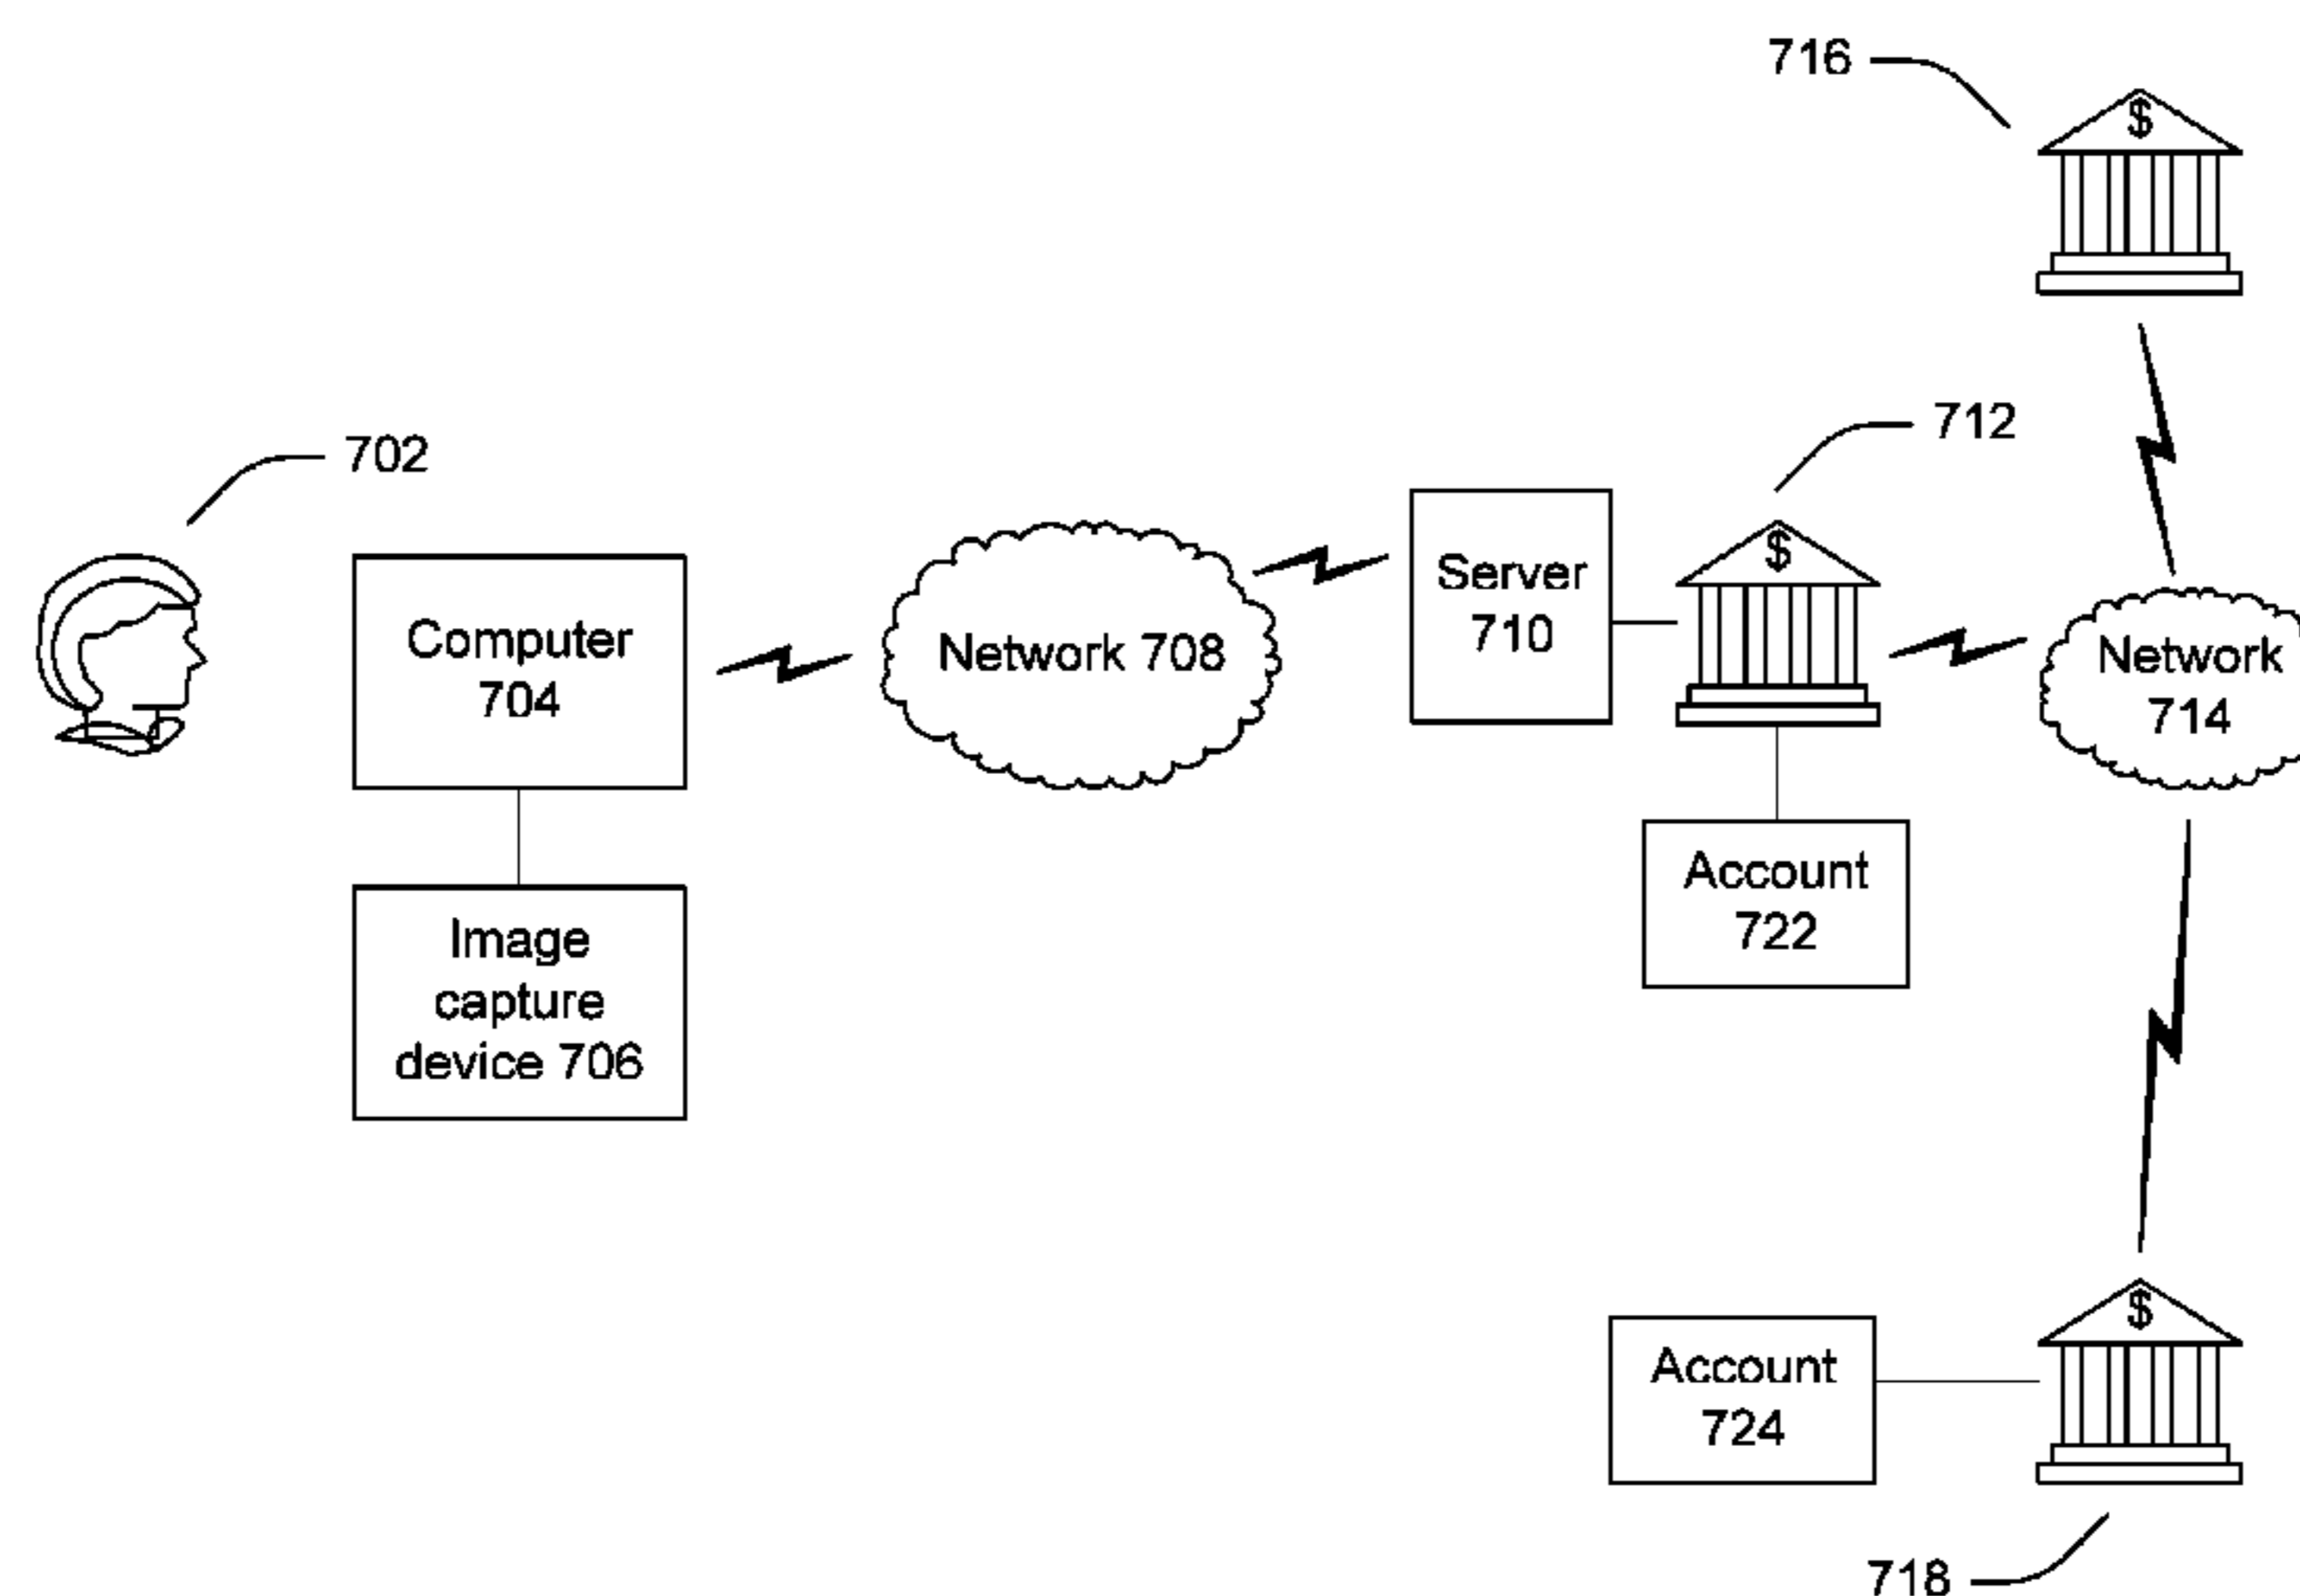 716
$
702
712
$
Server
710
Computer
704
Network 708
Network
714
Account
722
Image
capture
device 706
$
Account
724
718